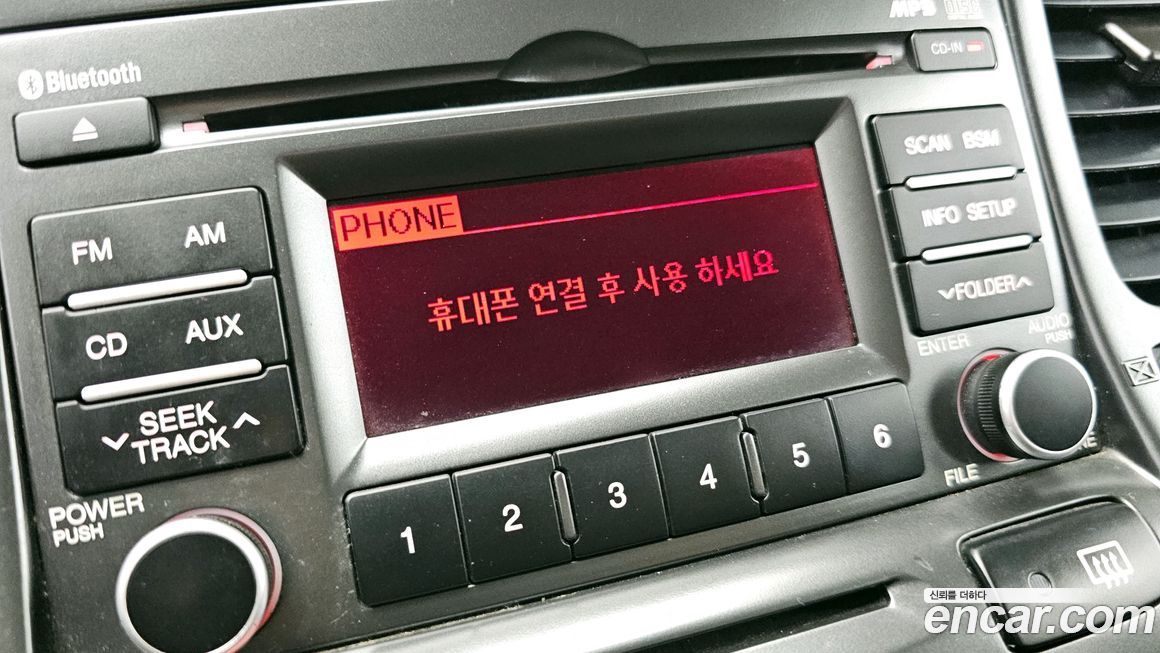 MP3
Bluetooth
CD-IN
SCAN BSM
FM AM
PHONE
INFO SETUP
휴대폰 연결 후 사용 하세요
CD AUX
FOLDER
SEEK
TRACK
ENTER
AUDIO
PUSH
1 2 3 4 5 6
POWER
PUSH
FILE
신뢰를 더하다
encar.com